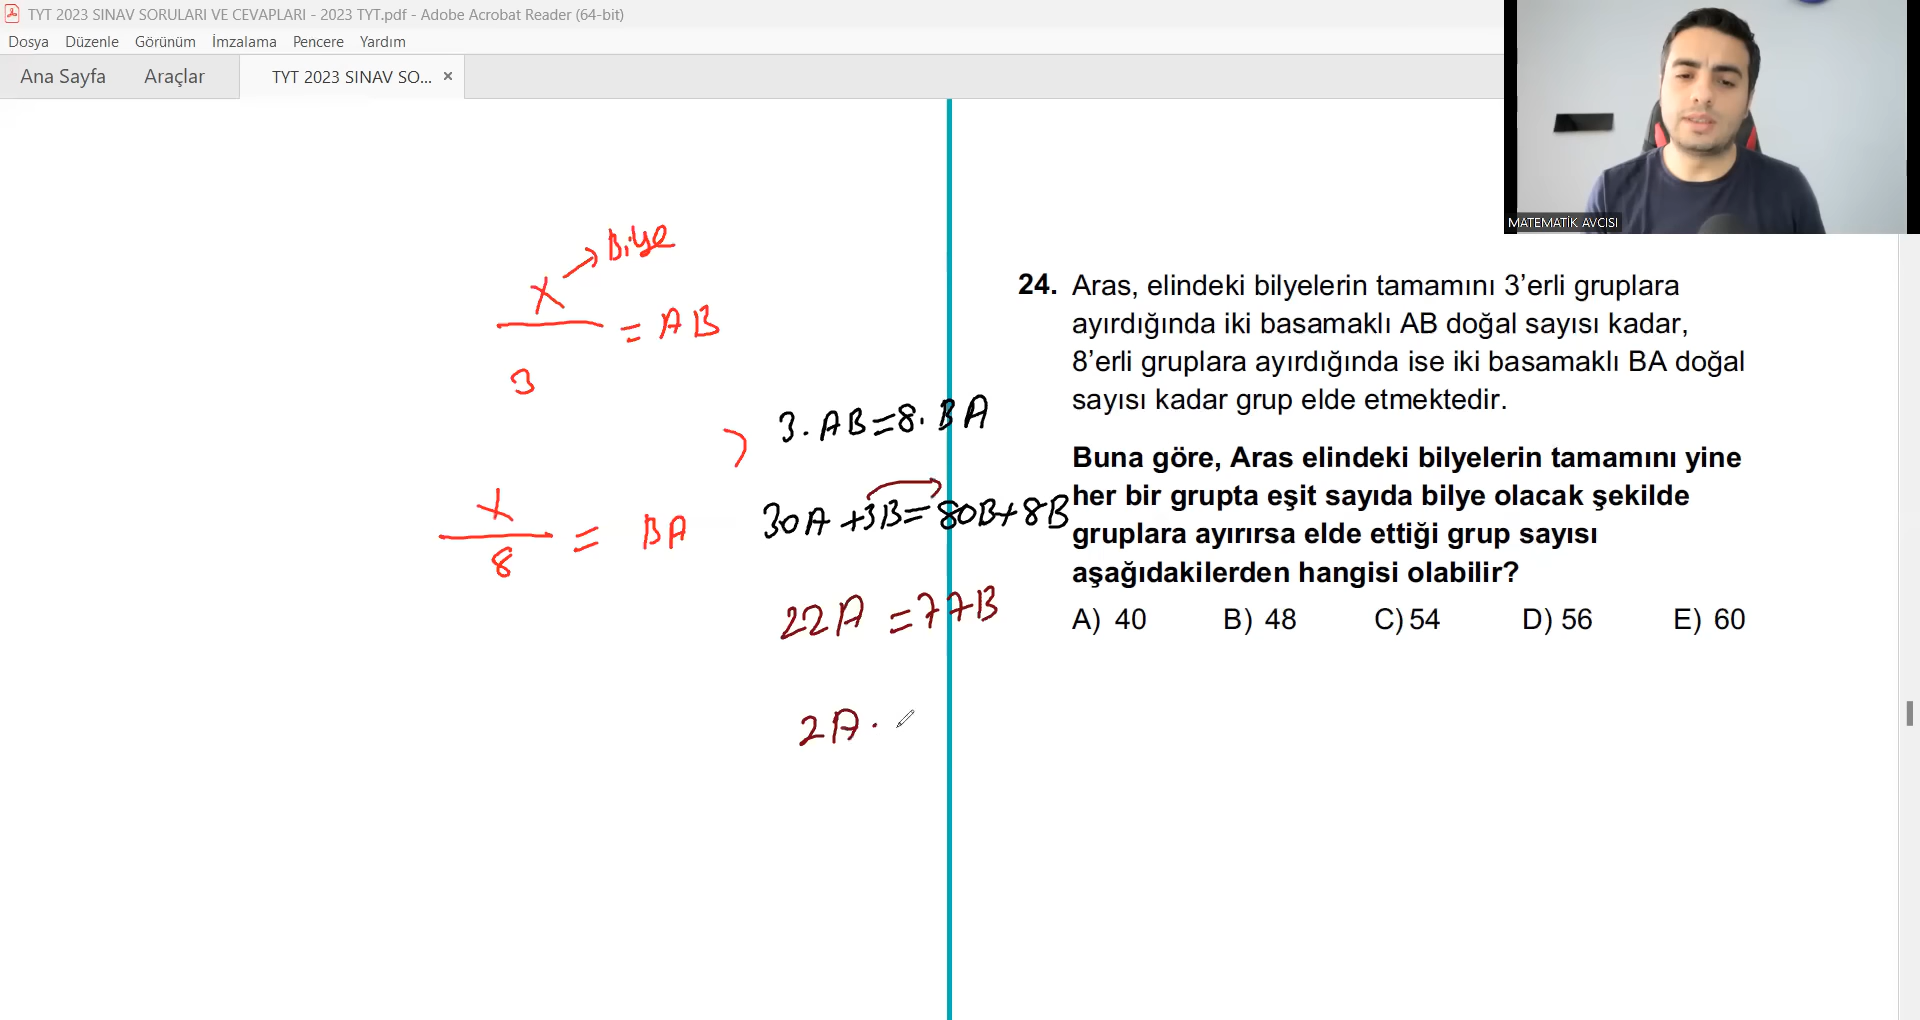 TYT 2023 SINAV SORULARI VE CEVAPLARI - 2023 TYT.pdf - Adobe Acrobat Reader (64-bit)
Dosya Düzenle Görünüm İmzalama Pencere Yardım
Ana Sayfa Araçlar TYT 2023 SINAV SO... ×
MATEMATİK AVCISI
X → Bilye
= AB
3
X
= BA
8
3.AB=8.BA
30A+3B=80B+8B
22A=77B
2A.
24. Aras, elindeki bilyelerin tamamını 3’erli gruplara
ayırdığında iki basamaklı AB doğal sayısı kadar,
8’erli gruplara ayırdığında ise iki basamaklı BA doğal
sayısı kadar grup elde etmektedir.
Buna göre, Aras elindeki bilyelerin tamamını yine
her bir grupta eşit sayıda bilye olacak şekilde
gruplara ayırırsa elde ettiği grup sayısı
aşağıdakilerden hangisi olabilir?
A) 40 B) 48 C) 54 D) 56 E) 60